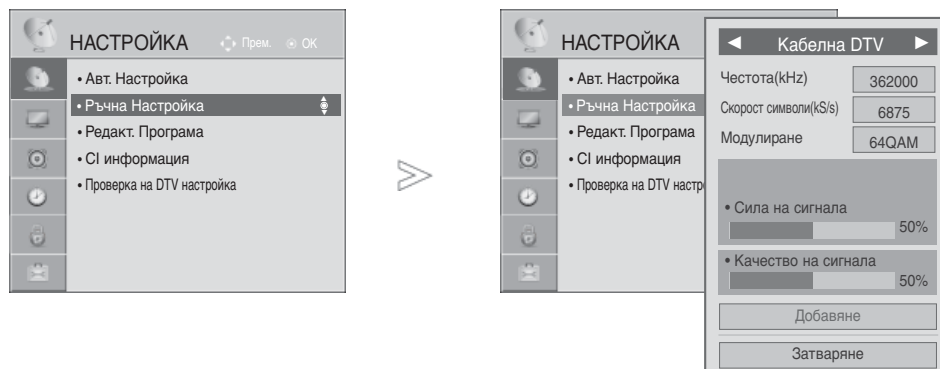 НАСТРОЙКА
Прем. OK
• Авт. Настройка
• Ръчна Настройка
• Редакт. Програма
• CI информация
• Проверка на DTV настройка
НАСТРОЙКА
• Авт. Настройка
• Ръчна Настройка
• Редакт. Програма
• CI информация
• Проверка на DTV настр
◄ Кабелна DTV ►
Честота(kHz) 362000
Скорост символи(kS/s) 6875
Модулиране 64QAM
• Сила на сигнала
50%
• Качество на сигнала
50%
Добавяне
Затваряне